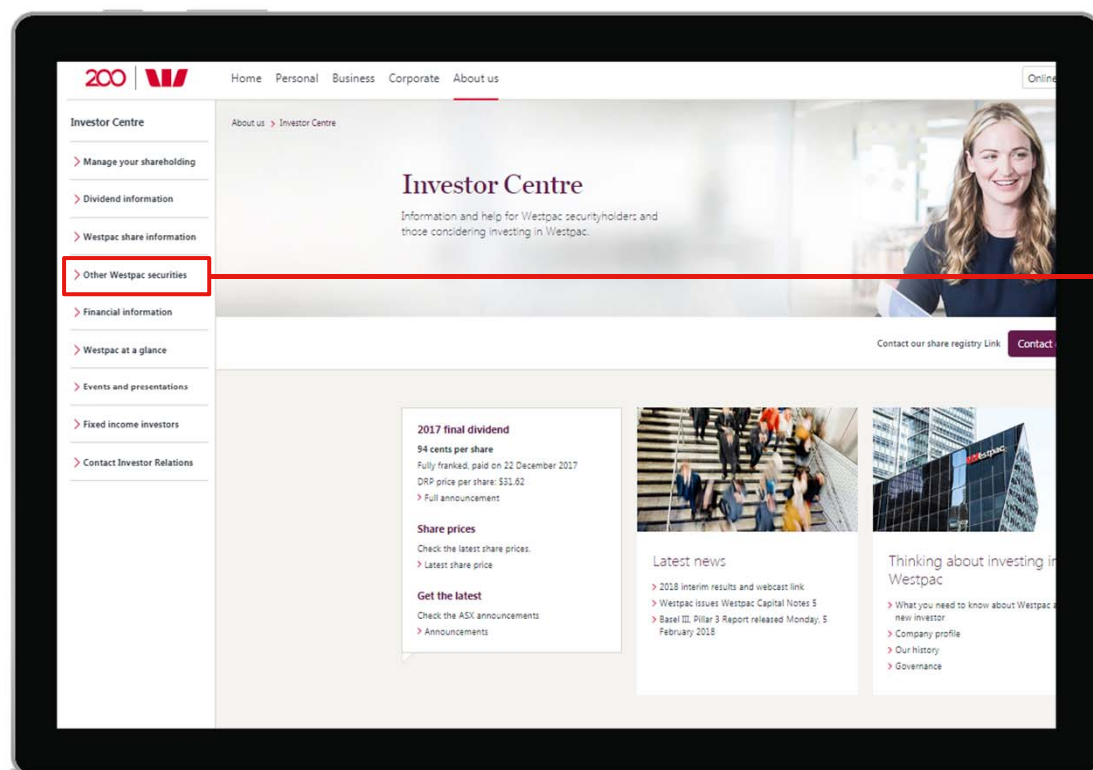 200
Home Personal Business Corporate About us
Online
Investor Centre
Manage your shareholding
Dividend information
Westpac share information
Other Westpac securities
Financial information
Westpac at a glance
Events and presentations
Fixed income investors
Contact Investor Relations
About us > Investor Centre
Investor Centre
Information and help for Westpac securityholders and
those considering investing in Westpac.
Contact our share registry Link
Contact
2017 final dividend
94 cents per share
Fully franked, paid on 22 December 2017
DRP price per share: $31.62
> Full announcement
Share prices
Check the latest share prices.
> Latest share price
Get the latest
Check the ASX announcements
> Announcements
Latest news
> 2018 interim results and webcast link
> Westpac issues Westpac Capital Notes 5
> Basel III, Pillar 3 Report released Monday, 5
February 2018
Westpac
Thinking about investing in
Westpac
> What you need to know about Westpac a
new investor
> Company profile
> Our history
> Governance